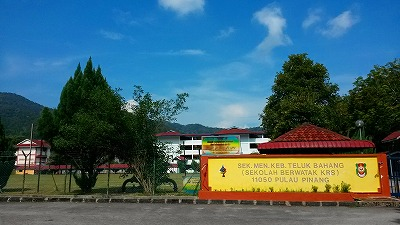 SEK. MEN. KEB. TELUK BAHANG
(SEKOLAH BERWATAK KRS)
11050 PULAU PINANG